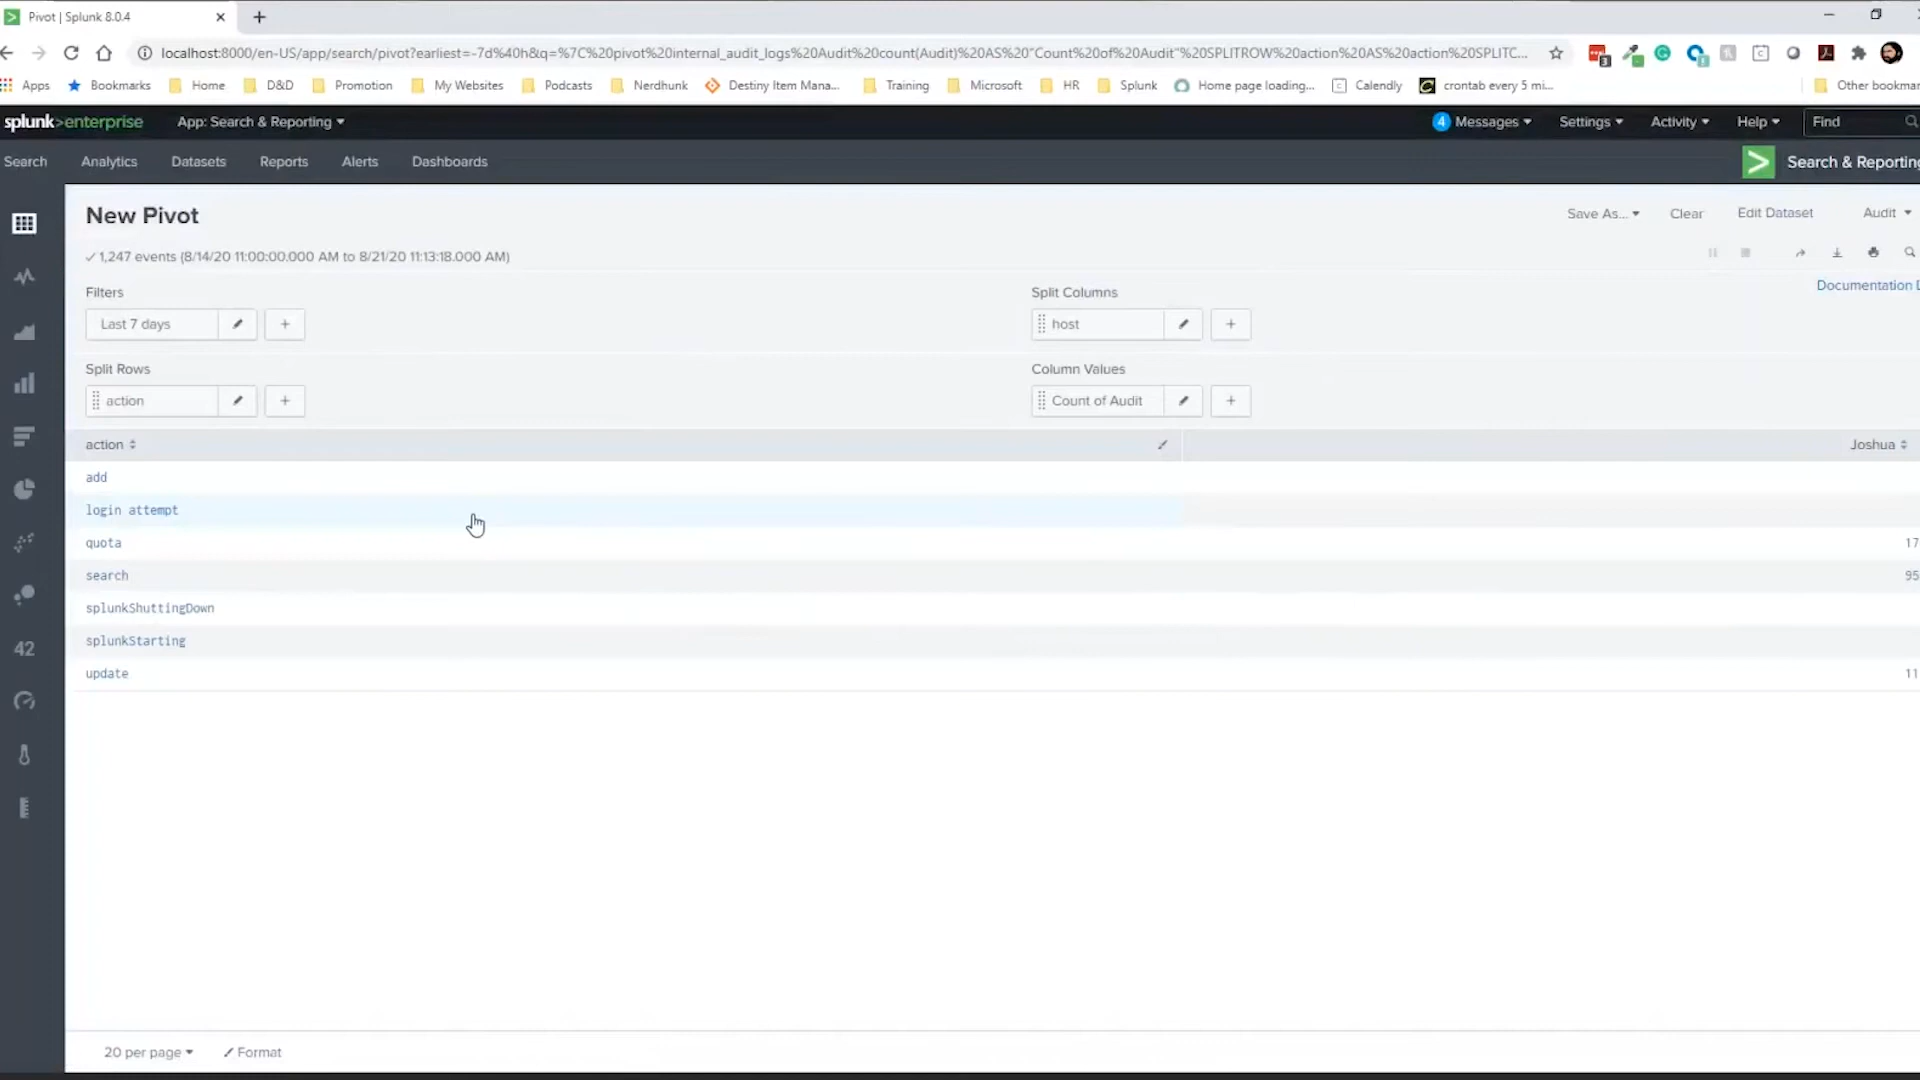 Pivot | Splunk 8.0.4
localhost:8000/en-US/app/search/pivot?earliest=-7d%40h&q=%7C%20pivot%20internal_audit_logs%20Audit%20count(Audit)%20AS%20"Count%20of%20Audit"%20SPLITROW%20action%20AS%20action%20SPLITC...
Apps Bookmarks Home D&D Promotion My Websites Podcasts Nerdhunk Destiny Item Mana... Training Microsoft HR Splunk Home page loading... Calendly crontab every 5 mi... Other bookmar
splunk>enterprise App: Search & Reporting 4 Messages Settings Activity Help Find
Search Analytics Datasets Reports Alerts Dashboards Search & Reporting
New Pivot Save As... Clear Edit Dataset Audit
1,247 events (8/14/20 11:00:00.000 AM to 8/21/20 11:13:18.000 AM)
Documentation
Filters Split Columns
Last 7 days host
Split Rows Column Values
action Count of Audit
action Joshua
add
login attempt
quota 17
search 95
splunkShuttingDown
splunkStarting
update 11
42
20 per page Format